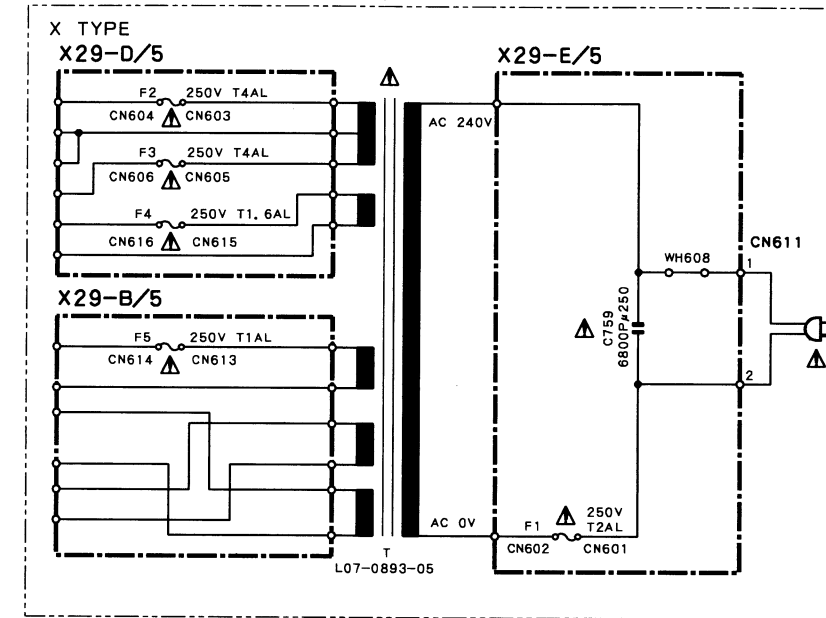 X TYPE
X29-D/5
F2 250V T4AL
CN604 CN603
F3 250V T4AL
CN606 CN605
F4 250V T1.6AL
CN616 CN615
X29-B/5
F5 250V T1AL
CN614 CN613
T
L07-0893-05
X29-E/5
AC 240V
WH608
CN611
1
C759
6800Pµ250
2
AC 0V
F1
250V
T2AL
CN602 CN601